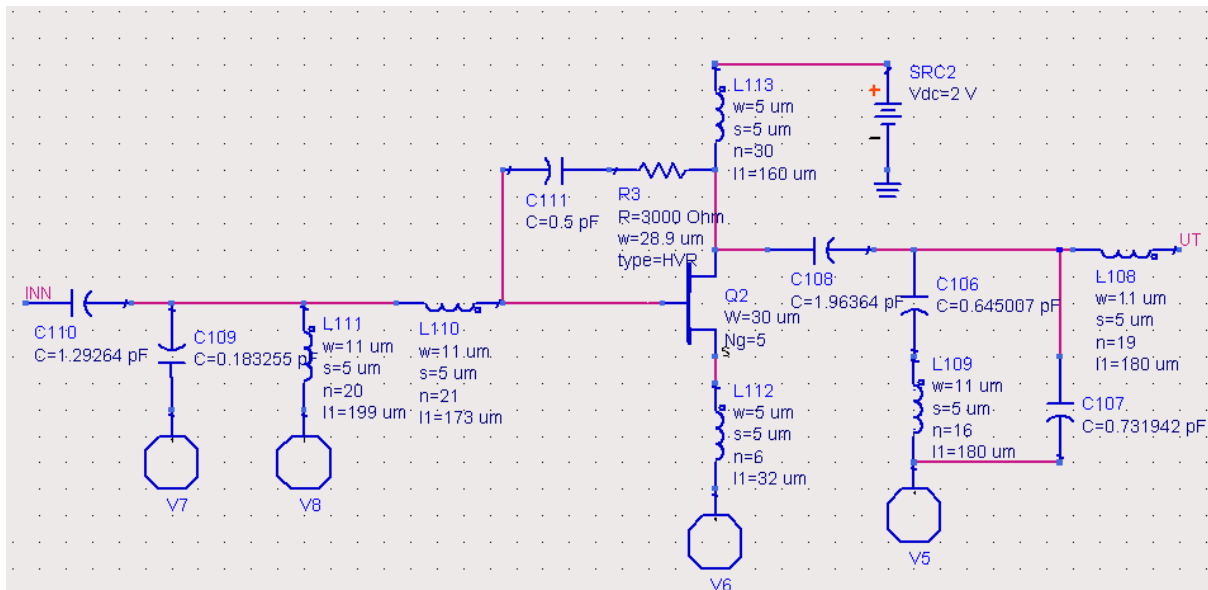 L113
w=5 um
s=5 um
n=30
l1=160 um
SRC2
Vdc=2 V
+
−
C111
C=0.5 pF
R3
R=3000 Ohm
w=28.9 um
type=HVR
INN
C110
C=1.29264 pF
C109
C=0.183255 pF
L111
w=11 um
s=5 um
n=20
l1=199 um
L110
w=11 um
s=5 um
n=21
l1=173 um
Q2
W=30 um
Ng=5
s
C108
C=1.96364 pF
C106
C=0.645007 pF
UT
L108
w=11 um
s=5 um
n=19
l1=180 um
L112
w=5 um
s=5 um
n=6
l1=32 um
L109
w=11 um
s=5 um
n=16
l1=180 um
C107
C=0.731942 pF
V7
V8
V6
V5